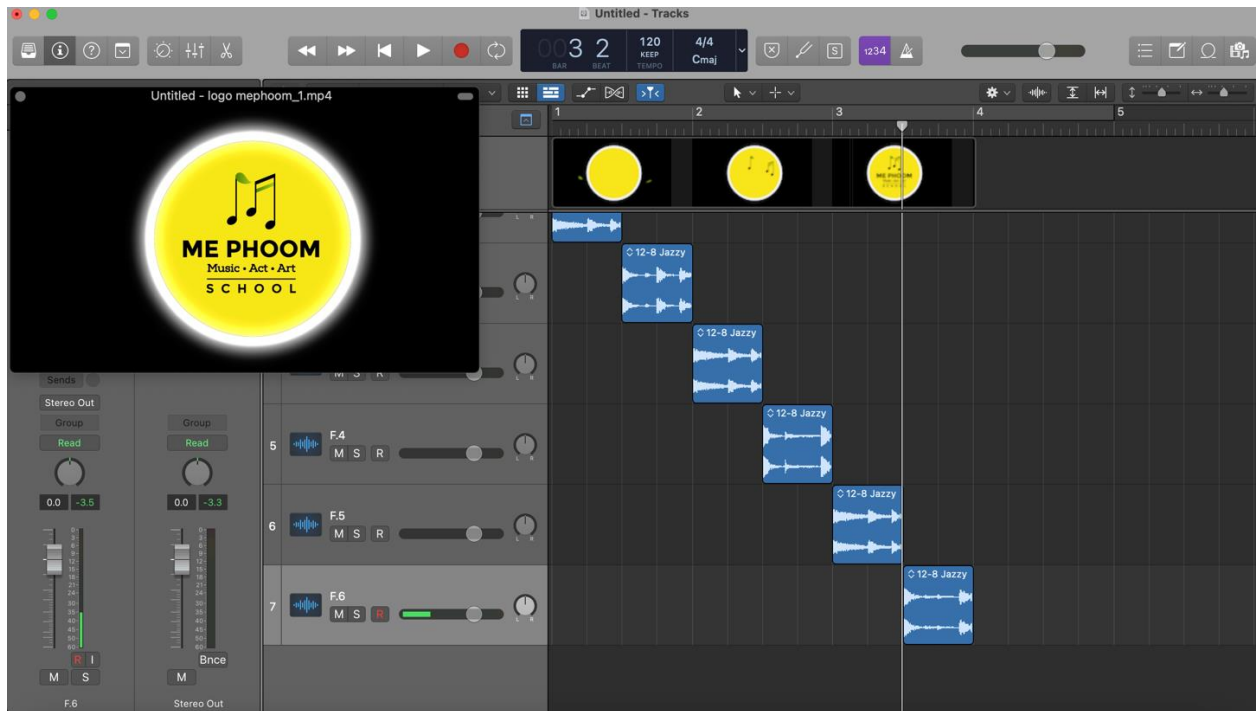 Untitled - Tracks
003 2
BAR BEAT
120
KEEP
TEMPO
4/4
Cmaj
S
1234
Untitled - logo mephoom_1.mp4
1 2 3 4 5
ME PHOOM
Music • Act • Art
SCHOOL
ME PHOOM
SCHOOL
L R
12-8 Jazzy
L R
12-8 Jazzy
M S R
L R
Sends
Stereo Out
Group Group
Read Read
0.0 -3.5 0.0 -3.3
12-8 Jazzy
5 F.4
M S R
L R
12-8 Jazzy
6 F.5
M S R
L R
12-8 Jazzy
7 F.6
M S R
L R
R I
Bnce
M S M
F.6 Stereo Out